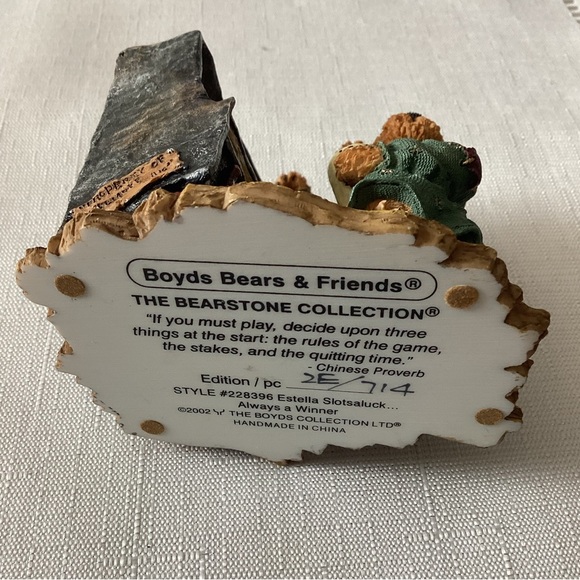 PROPERTY OF
Boyds Bears & Friends®
THE BEARSTONE COLLECTION®
"If you must play, decide upon three
things at the start: the rules of the game,
the stakes, and the quitting time."
- Chinese Proverb
Edition / pc 2E/714
STYLE #228396 Estella Slotsaluck...
Always a Winner
©2002 THE BOYDS COLLECTION LTD®
HANDMADE IN CHINA